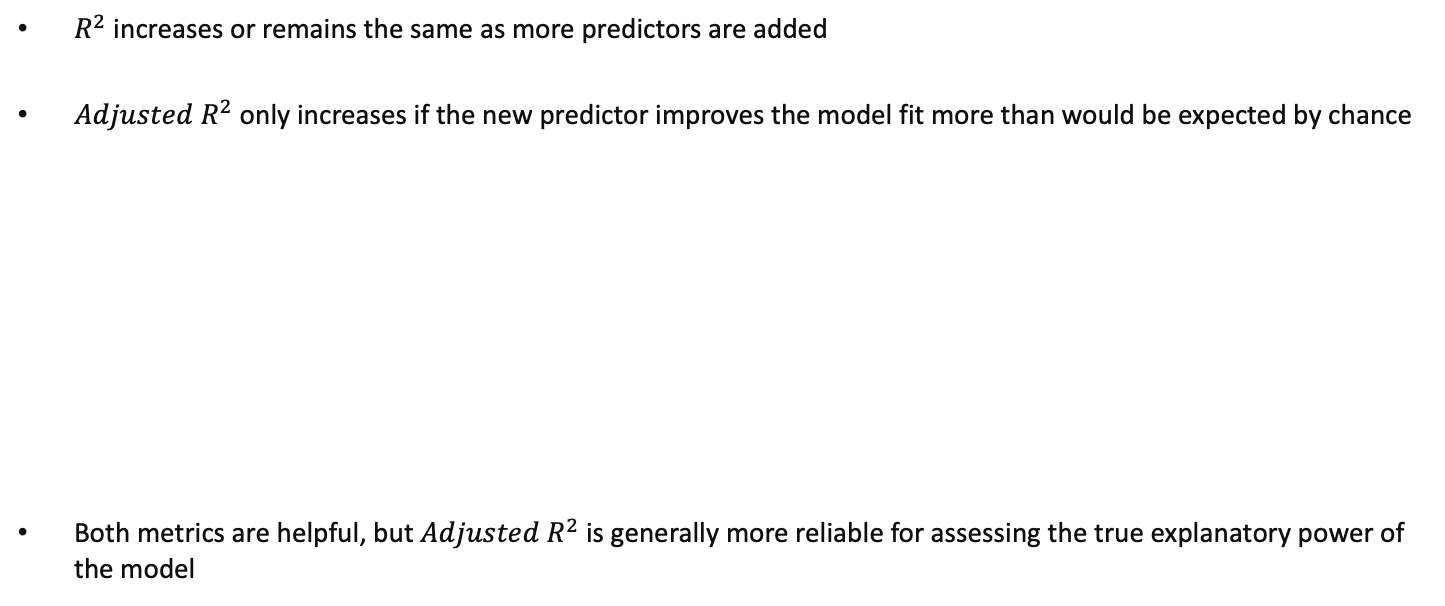 • R² increases or remains the same as more predictors are added
• Adjusted R² only increases if the new predictor improves the model fit more than would be expected by chance
• Both metrics are helpful, but Adjusted R² is generally more reliable for assessing the true explanatory power of
the model